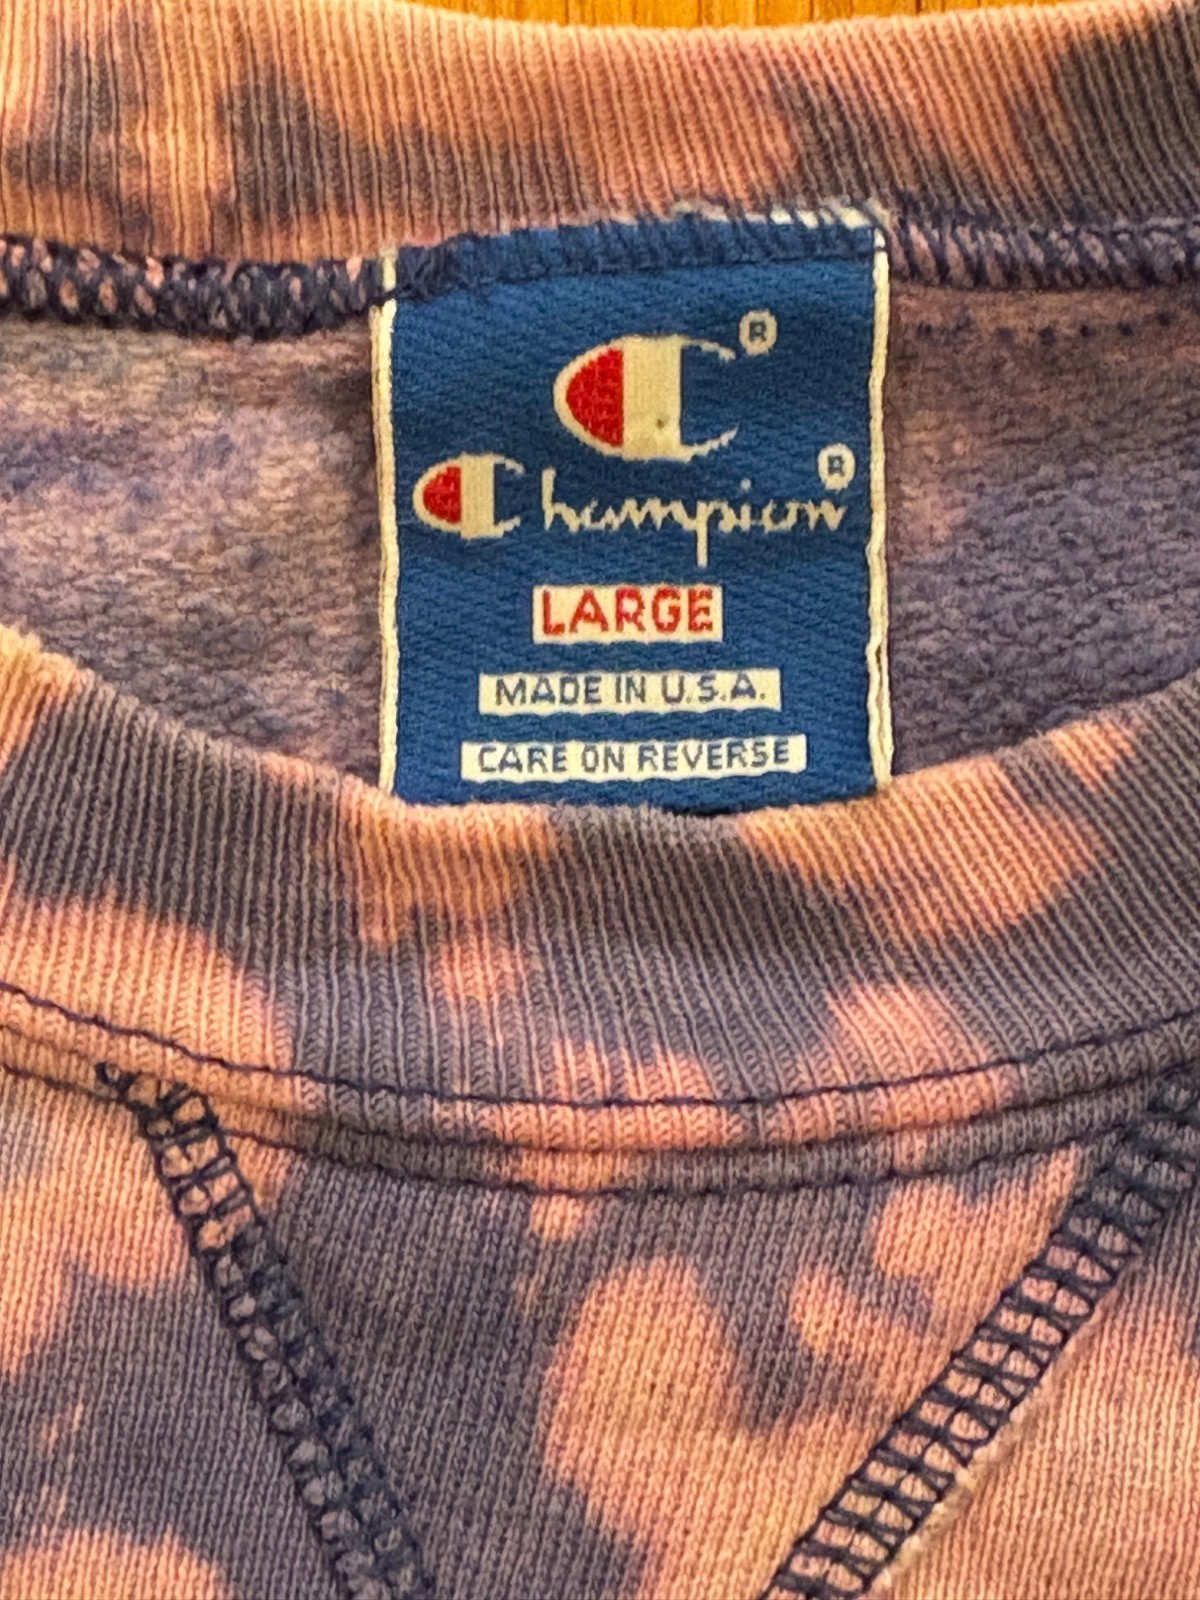 ®
Champion®
LARGE
MADE IN U.S.A.
CARE ON REVERSE